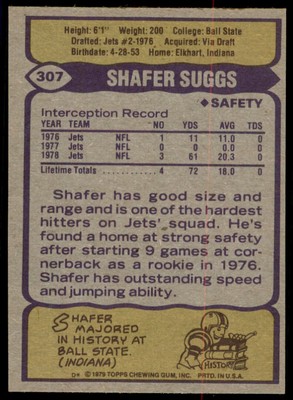 Height: 6'1" Weight: 200 College: Ball State
Drafted: Jets #2-1976 Acquired: Via Draft
Birthdate: 4-28-53 Home: Elkhart, Indiana
307
SHAFER SUGGS
◆SAFETY
Interception Record
YEAR TEAM NO YDS AVG TDS
1976 Jets NFL 1 11 11.0 0
1977 Jets NFL 0 0 0.0 0
1978 Jets NFL 3 61 20.3 0
Lifetime Totals 4 72 18.0 0
Shafer has good size and
range and is one of the hardest
hitters on Jets' squad. He's
found a home at strong safety
after starting 9 games at cor-
nerback as a rookie in 1976.
Shafer has outstanding speed
and jumping ability.
SHAFER
MAJORED
IN HISTORY AT
BALL STATE.
(INDIANA)
HISTORY
D* © 1979 TOPPS CHEWING GUM, INC. PRTD. IN U.S.A.